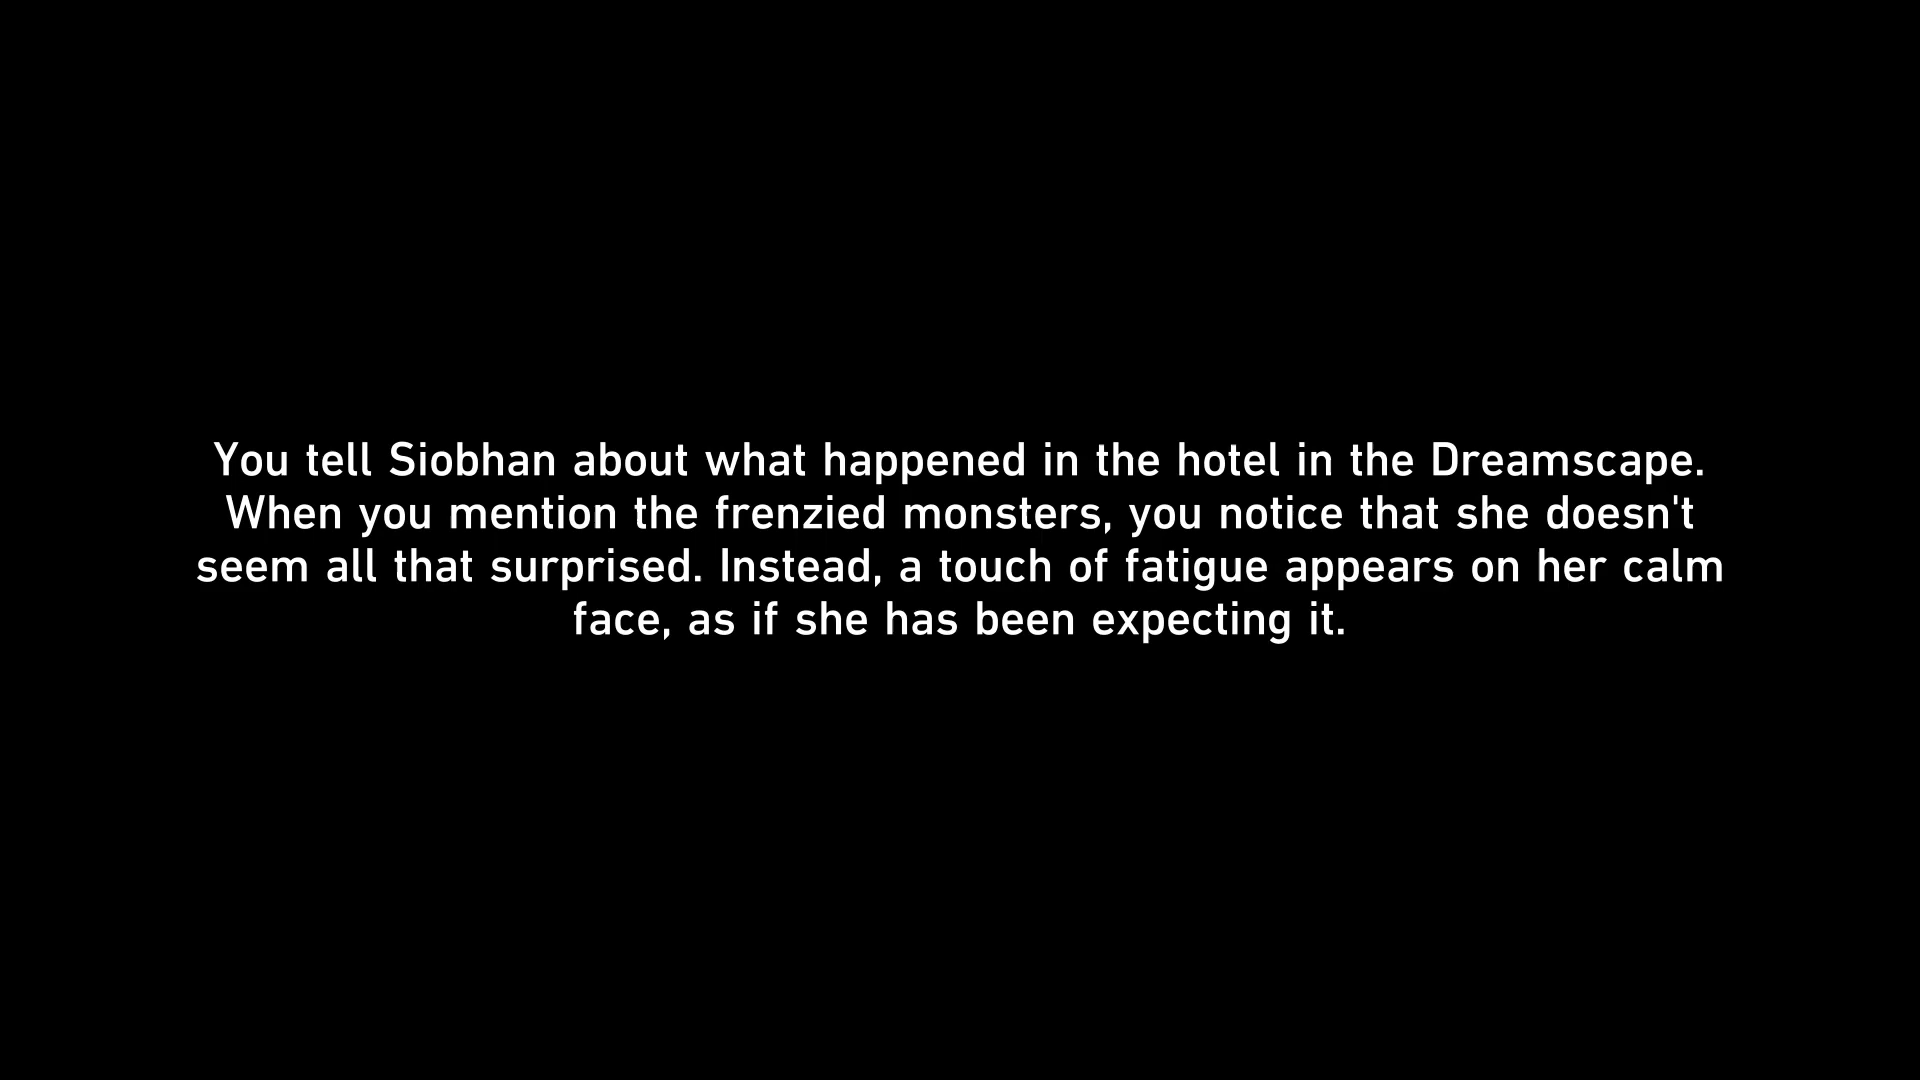 You tell Siobhan about what happened in the hotel in the Dreamscape.
When you mention the frenzied monsters, you notice that she doesn't
seem all that surprised. Instead, a touch of fatigue appears on her calm
face, as if she has been expecting it.